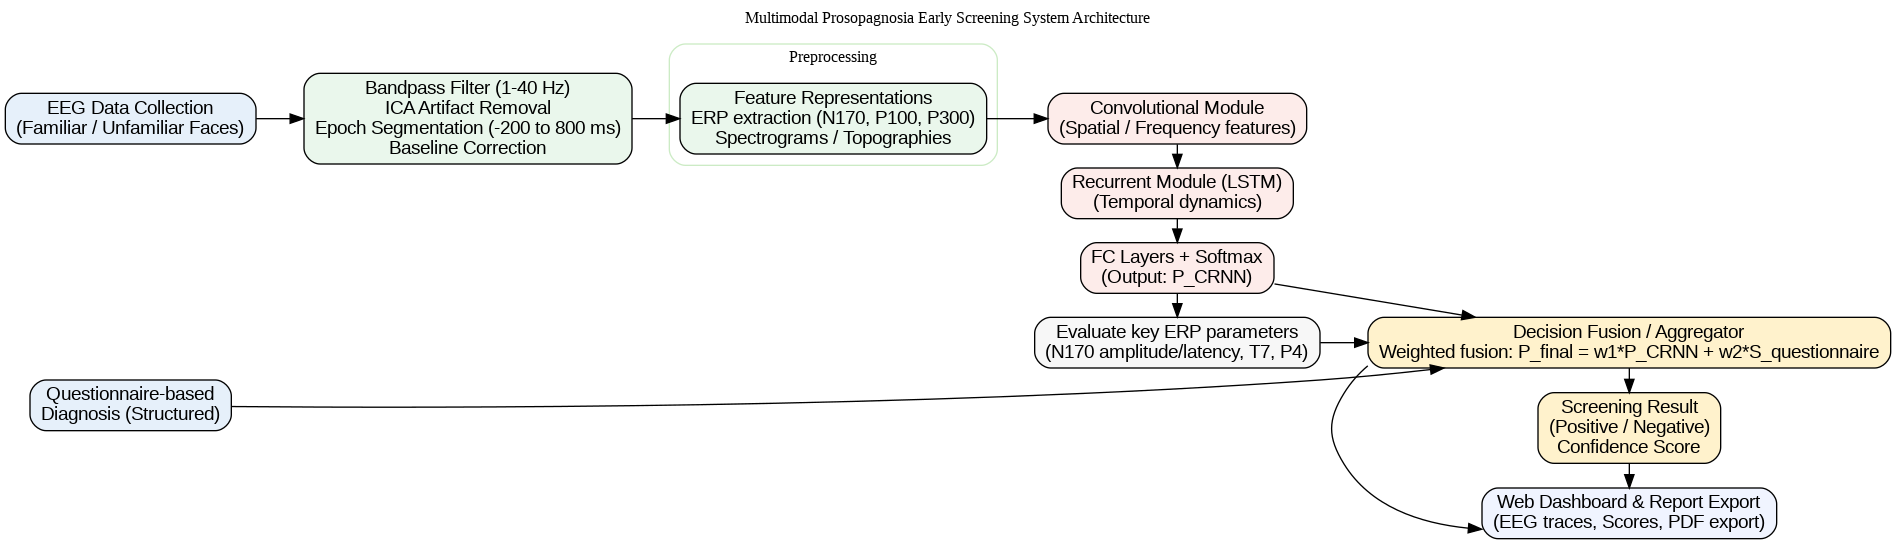 Multimodal Prosopagnosia Early Screening System Architecture
Preprocessing
EEG Data Collection
(Familiar / Unfamiliar Faces)
Bandpass Filter (1-40 Hz)
ICA Artifact Removal
Epoch Segmentation (-200 to 800 ms)
Baseline Correction
Feature Representations
ERP extraction (N170, P100, P300)
Spectrograms / Topographies
Convolutional Module
(Spatial / Frequency features)
Recurrent Module (LSTM)
(Temporal dynamics)
FC Layers + Softmax
(Output: P_CRNN)
Evaluate key ERP parameters
(N170 amplitude/latency, T7, P4)
Decision Fusion / Aggregator
Weighted fusion: P_final = w1*P_CRNN + w2*S_questionnaire
Questionnaire-based
Diagnosis (Structured)
Screening Result
(Positive / Negative)
Confidence Score
Web Dashboard & Report Export
(EEG traces, Scores, PDF export)